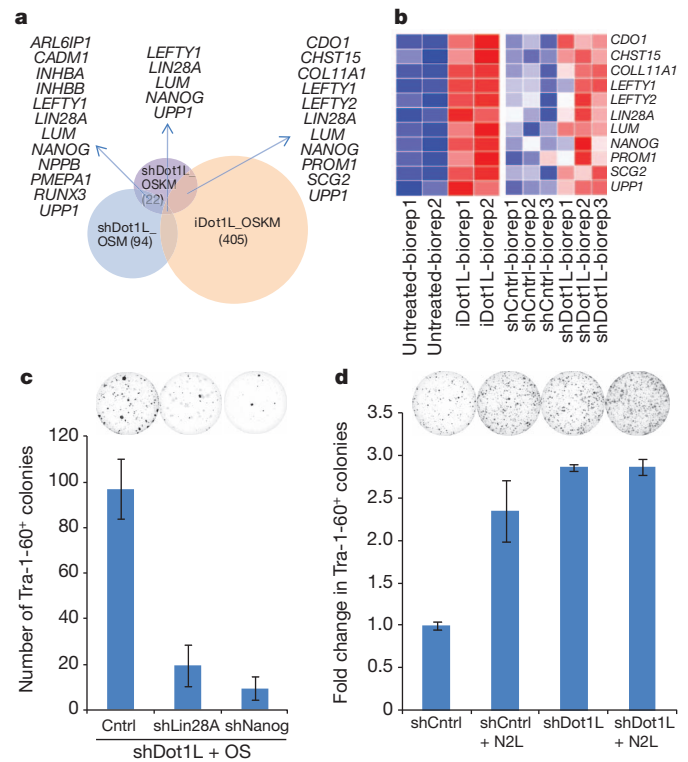 a
ARL6IP1
CADM1
INHBA
INHBB
LEFTY1
LIN28A
LUM
NANOG
NPPB
PMEPA1
RUNX3
UPP1
LEFTY1
LIN28A
LUM
NANOG
UPP1
CDO1
CHST15
COL11A1
LEFTY1
LEFTY2
LIN28A
LUM
NANOG
PROM1
SCG2
UPP1
shDot1L_
OSKM
(22)
shDot1L_
OSM (94)
iDot1L_OSKM
(405)
b
CDO1
CHST15
COLL11A1
LEFTY1
LEFTY2
LIN28A
LUM
NANOG
PROM1
SCG2
UPP1
Untreated-biorep1
Untreated-biorep2
iDot1L-biorep1
iDot1L-biorep2
shCntrl-biorep1
shCntrl-biorep2
shCntrl-biorep3
shDot1L-biorep1
shDot1L-biorep2
shDot1L-biorep3
c
Number of Tra-1-60+ colonies
120
100
80
60
40
20
0
Cntrl shLin28A shNanog
shDot1L + OS
d
Fold change in Tra-1-60+ colonies
3.5
3.0
2.5
2.0
1.5
1.0
0.5
0
shCntrl shCntrl + N2L shDot1L shDot1L + N2L